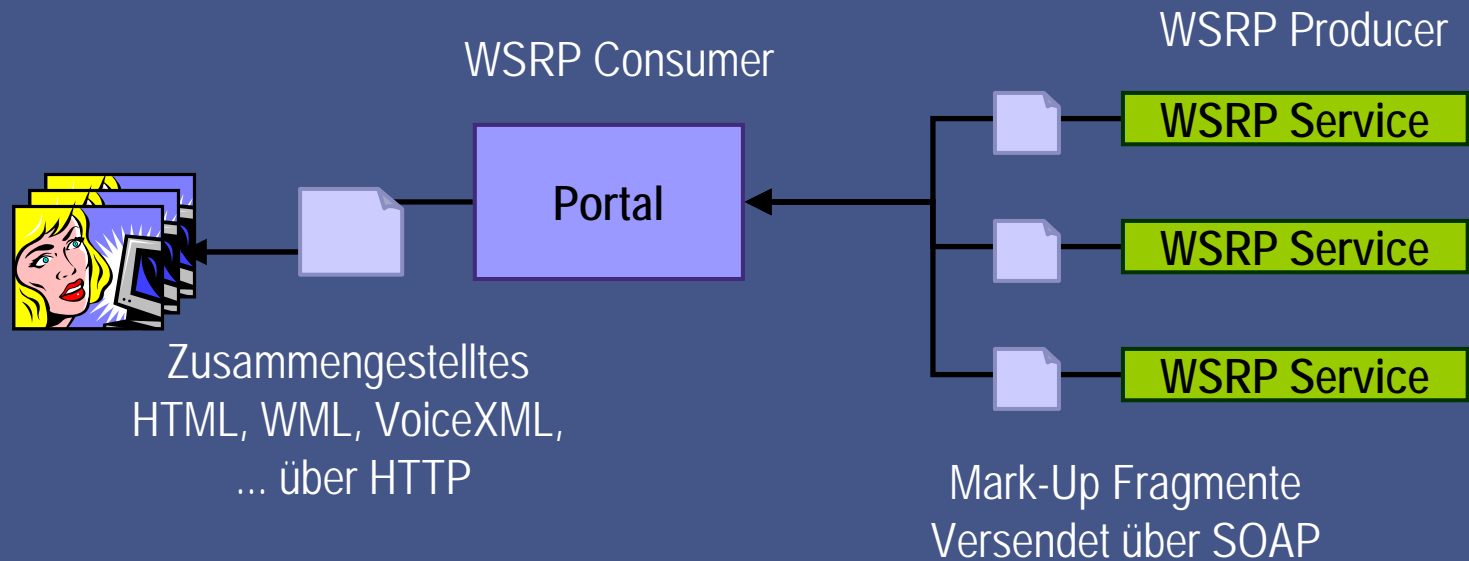 WSRP Consumer
WSRP Producer
Portal
WSRP Service
WSRP Service
WSRP Service
Zusammengestelltes
HTML, WML, VoiceXML,
... über HTTP
Mark-Up Fragmente
Versendet über SOAP